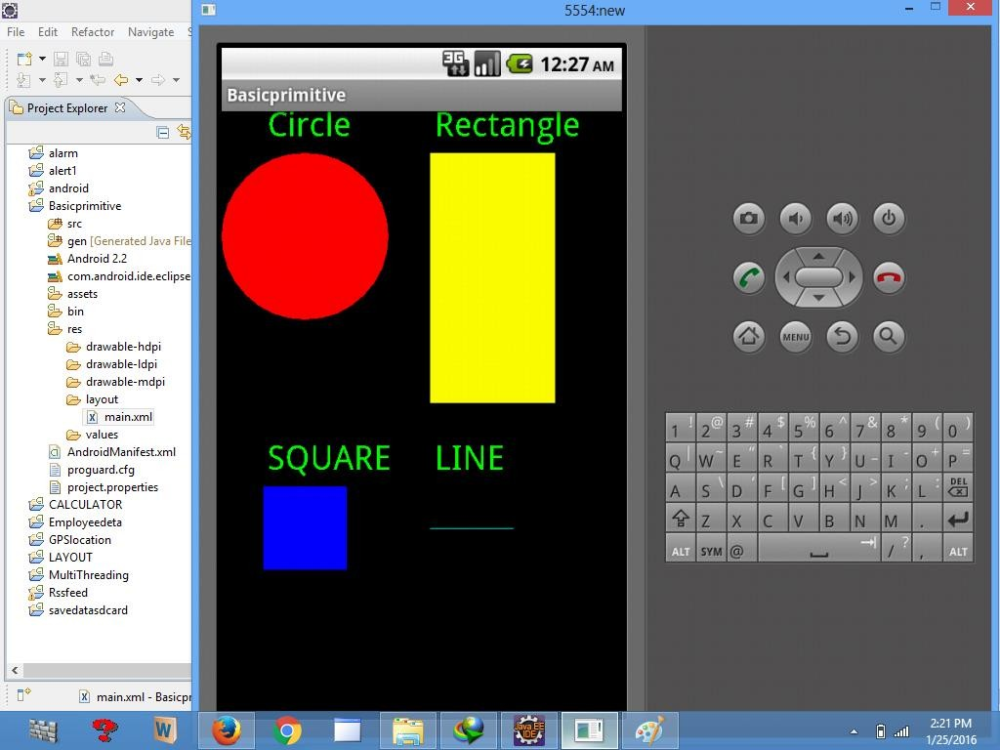 5554:new
File Edit Refactor Navigate S
Project Explorer
alarm
alert1
android
Basicprimitive
src
gen [Generated Java File
Android 2.2
com.android.ide.eclipse
assets
bin
res
drawable-hdpi
drawable-ldpi
drawable-mdpi
layout
main.xml
values
AndroidManifest.xml
proguard.cfg
project.properties
CALCULATOR
Employeedeta
GPSlocation
LAYOUT
MultiThreading
Rssfeed
savedatasdcard
main.xml - Basicpr
3G 12:27 AM
Basicprimitive
Circle Rectangle
SQUARE LINE
MENU
1 ! 2 @ 3 # 4 $ 5 % 6 ^ 7 & 8 * 9 ( 0 )
Q | W ~ E " R ` T { Y } U _ I - O + P =
A S \ D ' F [ G ] H < J > K ; L : DEL
Z X C V B N M .
ALT SYM @ / ? , ALT
W Java EE IDE 2:21 PM
1/25/2016